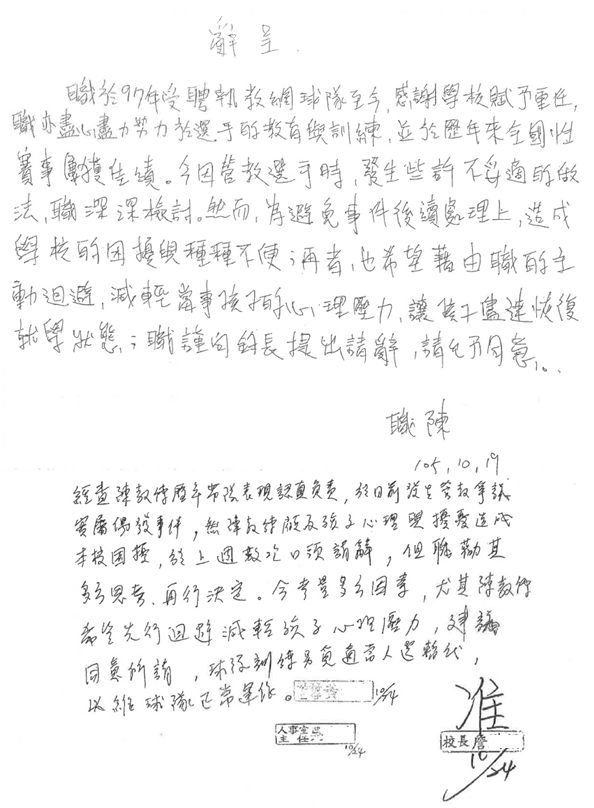 辭呈.
職於97年受聘執教網球隊至今,感謝學校賦予重任,
職亦盡心盡力努力於選手的教育與訓練,並於歷年來全國性
賽事屢獲佳績。今因管教選手時,發生些許不妥適的做
法,職深深檢討。然而,為避免事件後續處理上,造成
學校的困擾與種種不便;再者,也希望藉由職的主
動迴避,減輕當事孩子的心理壓力,讓孩子儘速恢復
就學狀態,;職謹向鈞長提出請辭,請允予同意,..
職陳
105.10.19
經查陳教練歷年帶隊表現認真負責,於日前發生管教爭議
實屬偶發事件,然陳教練顧及孩子心理與擾憂造成
本校困擾,於上週數次口頭請辭,但職勸其
多方思考、再行決定。今考量多方因素,尤其陳教練
希望先行迴避減輕孩子心理壓力,建議
同意所請,球隊訓練另覓適當人選賴代,
以維球隊正常運作。
10/24
人事室
主任
10/24
准
校長詹
10/24